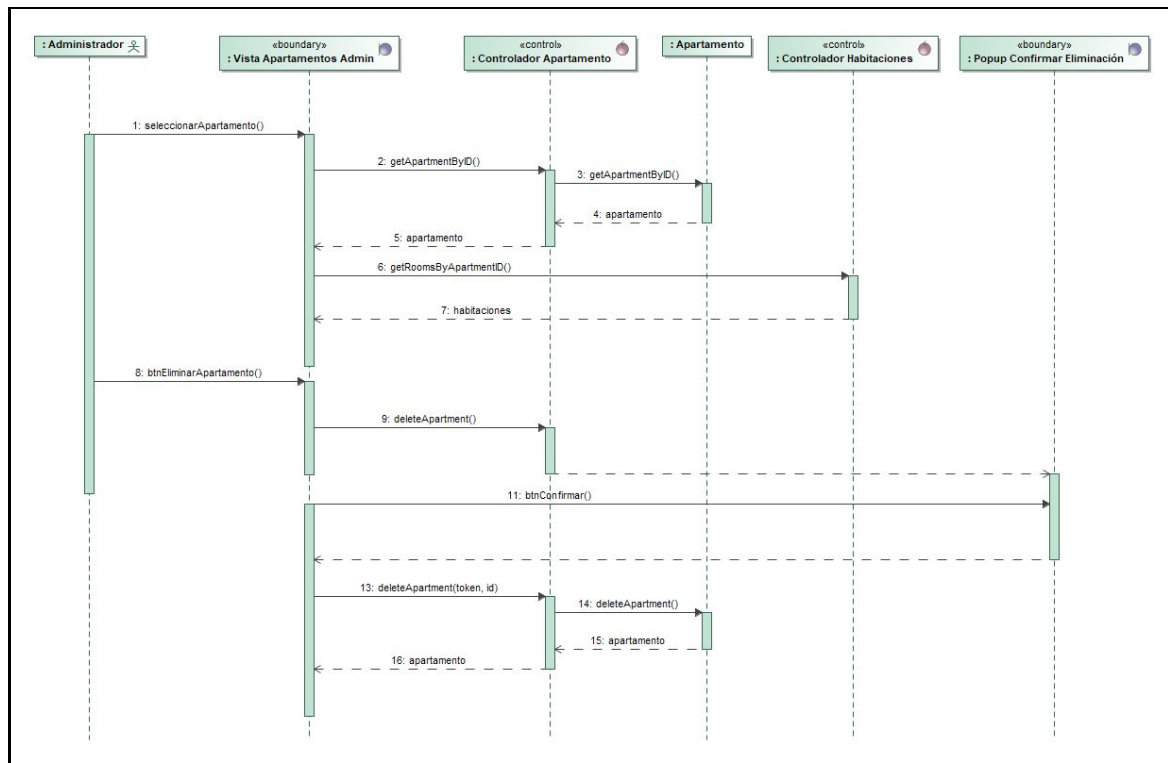 : Administrador
«boundary»
: Vista Apartamentos Admin
«control»
: Controlador Apartamento
: Apartamento
«control»
: Controlador Habitaciones
«boundary»
: Popup Confirmar Eliminación
1: seleccionarApartamento()
2: getApartmentByID()
3: getApartmentByID()
4: apartamento
5: apartamento
6: getRoomsByApartmentID()
7: habitaciones
8: btnEliminarApartamento()
9: deleteApartment()
11: btnConfirmar()
13: deleteApartment(token, id)
14: deleteApartment()
15: apartamento
16: apartamento